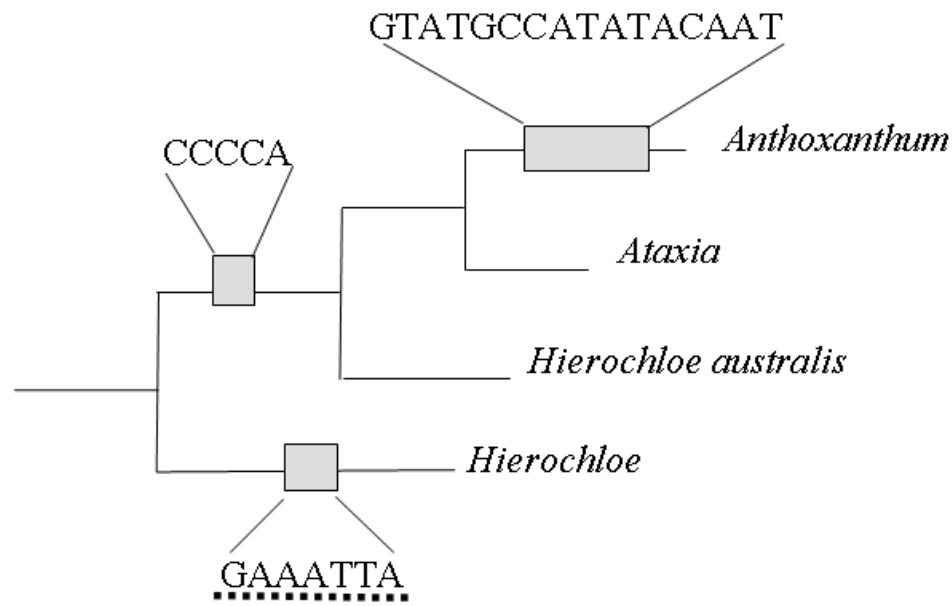 GTATGCCATATACAAT
CCCCA
Anthoxanthum
Ataxia
Hierochloe australis
Hierochloe
GAAATTA